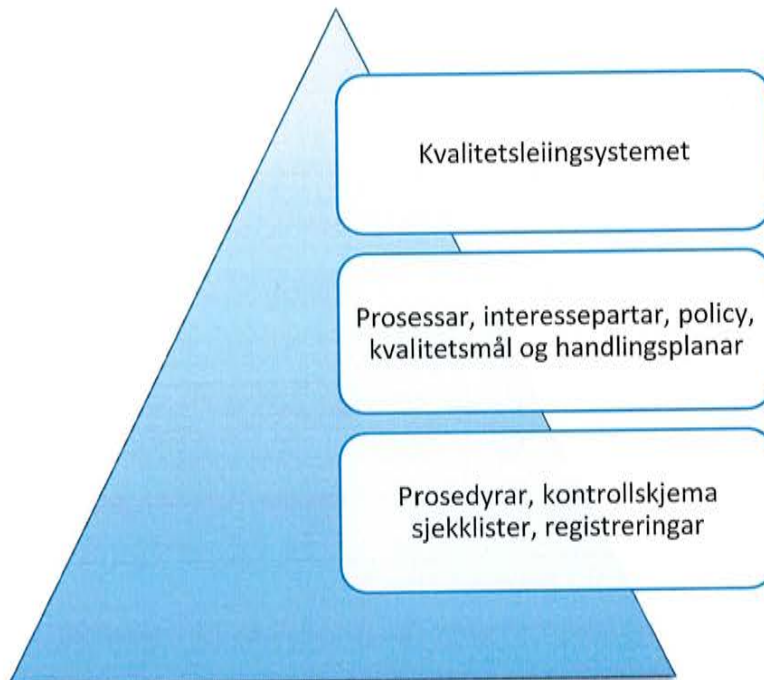 Kvalitetsleiingsystemet
Prosessar, interessepartar, policy,
kvalitetsmål og handlingsplanar
Prosedyrar, kontrollskjema
sjekklister, registreringar